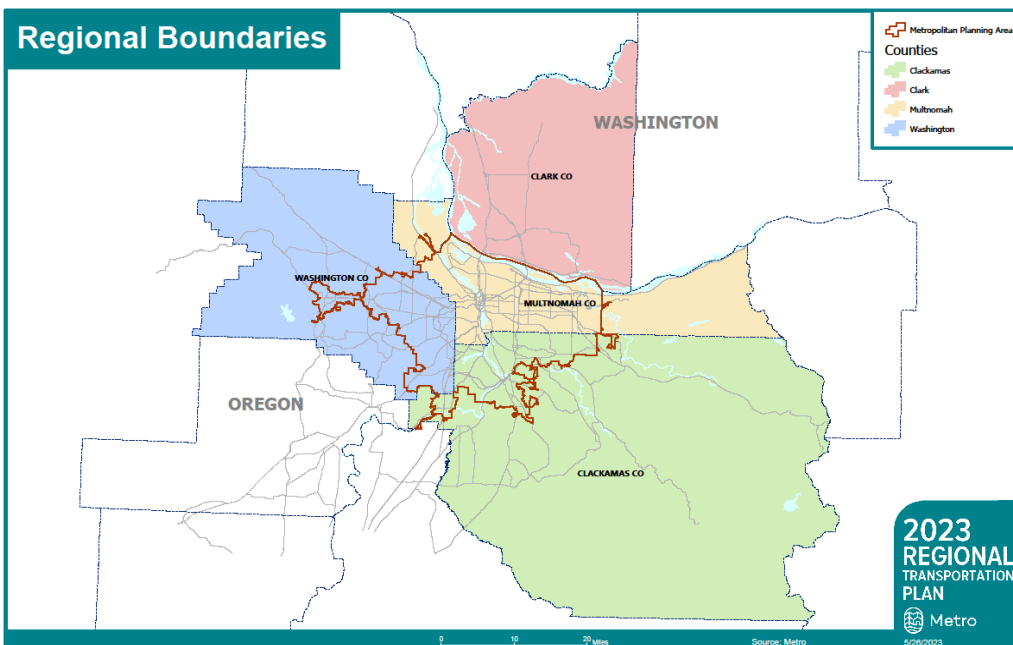 Regional Boundaries
Metropolitan Planning Area
Counties
Clackamas
Clark
Multnomah
Washington
WASHINGTON
CLARK CO
WASHINGTON CO
MULTNOMAH CO
OREGON
CLACKAMAS CO
2023
REGIONAL
TRANSPORTATION
PLAN
Metro
0 10 20 Miles
Source: Metro
5/26/2023